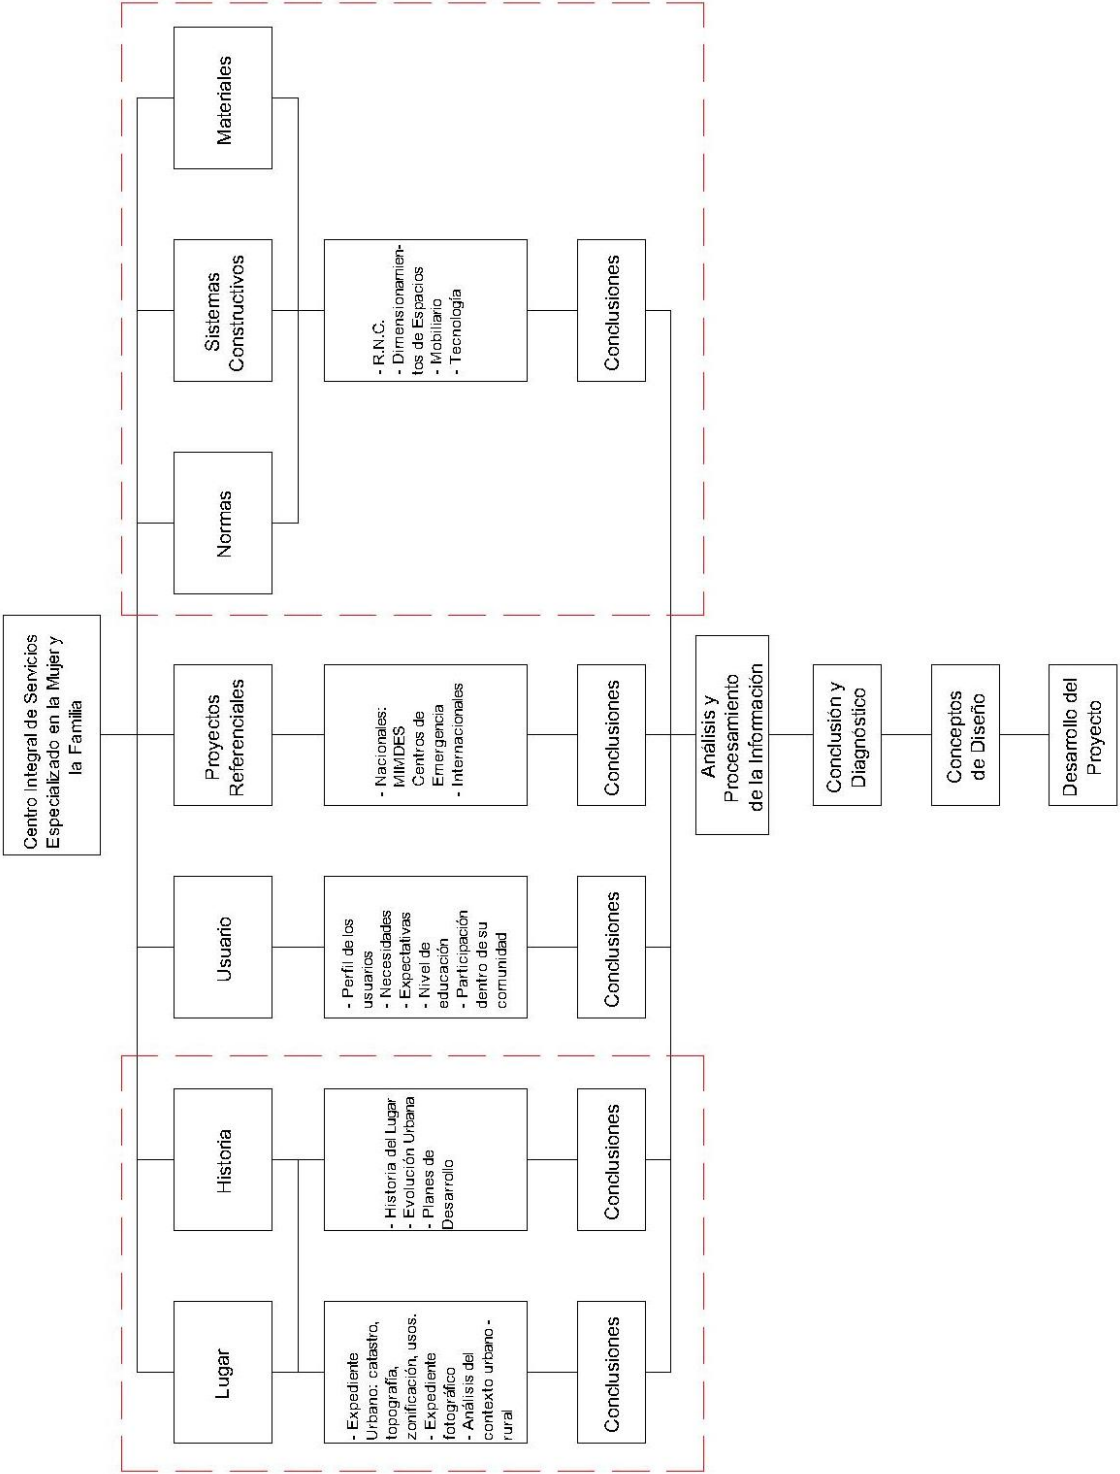 Centro Integral de Servicios
Especializado en la Mujer y
la Familia
Lugar
Historia
Usuario
Proyectos
Referenciales
Normas
Sistemas
Constructivos
Materiales
- Expediente
Urbano: catastro,
topografía,
zonificación, usos.
- Expediente
fotográfico
- Análisis del
contexto urbano -
rural
- Historia del Lugar
- Evolución Urbana
- Planes de
Desarrollo
- Perfil de los
usuarios
- Necesidades
- Expectativas
- Nivel de
educación
- Participación
dentro de su
comunidad
- Nacionales:
MIMDES
Centros de
Emergencia
- Internacionales
- R.N.C.
- Dimensionamien-
tos de Espacios
- Mobiliario
- Tecnología
Conclusiones
Conclusiones
Conclusiones
Conclusiones
Conclusiones
Análisis y
Procesamiento
de la Información
Conclusión y
Diagnóstico
Conceptos
de Diseño
Desarrollo del
Proyecto